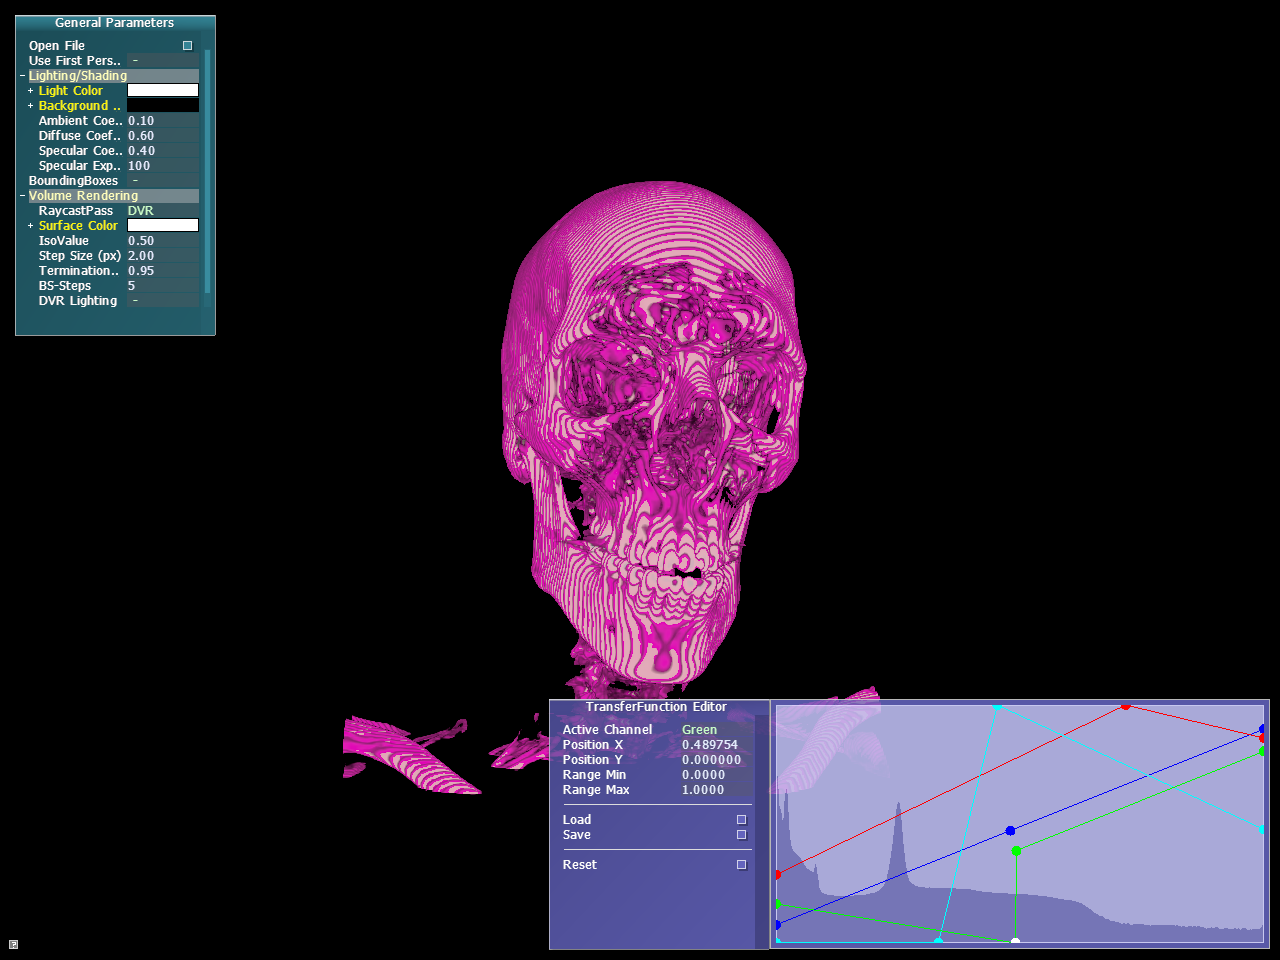 General Parameters
Open File
Use First Pers.. -
- Lighting/Shading
+ Light Color
+ Background ..
Ambient Coe.. 0.10
Diffuse Coef.. 0.60
Specular Coe.. 0.40
Specular Exp.. 100
BoundingBoxes -
- Volume Rendering
RaycastPass DVR
+ Surface Color
IsoValue 0.50
Step Size (px) 2.00
Termination.. 0.95
BS-Steps 5
DVR Lighting -
TransferFunction Editor
Active Channel Green
Position X 0.489754
Position Y 0.000000
Range Min 0.0000
Range Max 1.0000
Load
Save
Reset
?